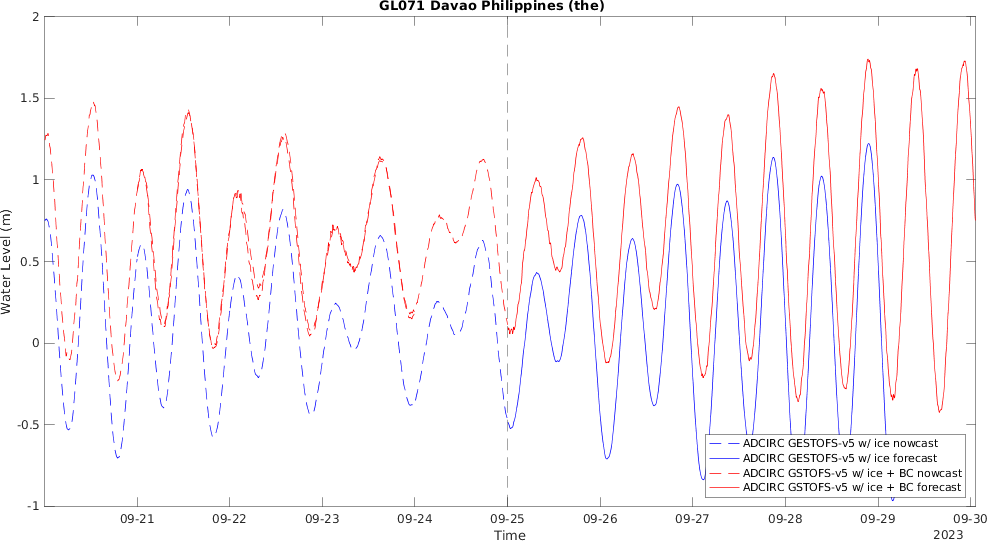 GL071 Davao Philippines (the)
2
1.5
1
0.5
0
-0.5
-1
Water Level (m)
ADCIRC GESTOFS-v5 w/ ice nowcast
ADCIRC GESTOFS-v5 w/ ice forecast
ADCIRC GSTOFS-v5 w/ ice + BC nowcast
ADCIRC GSTOFS-v5 w/ ice + BC forecast
09-21 09-22 09-23 09-24 09-25 09-26 09-27 09-28 09-29 09-30
Time
2023